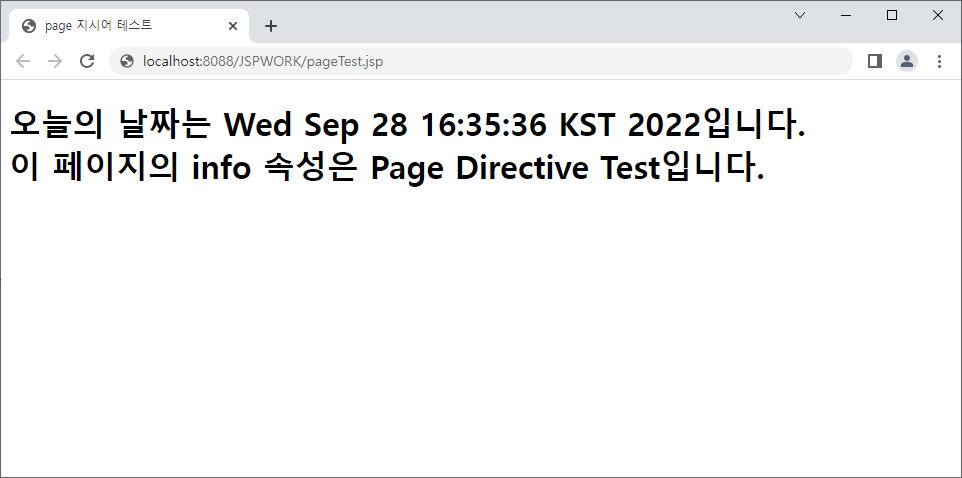 page 지시어 테스트
localhost:8088/JSPWORK/pageTest.jsp
오늘의 날짜는 Wed Sep 28 16:35:36 KST 2022입니다.
이 페이지의 info 속성은 Page Directive Test입니다.